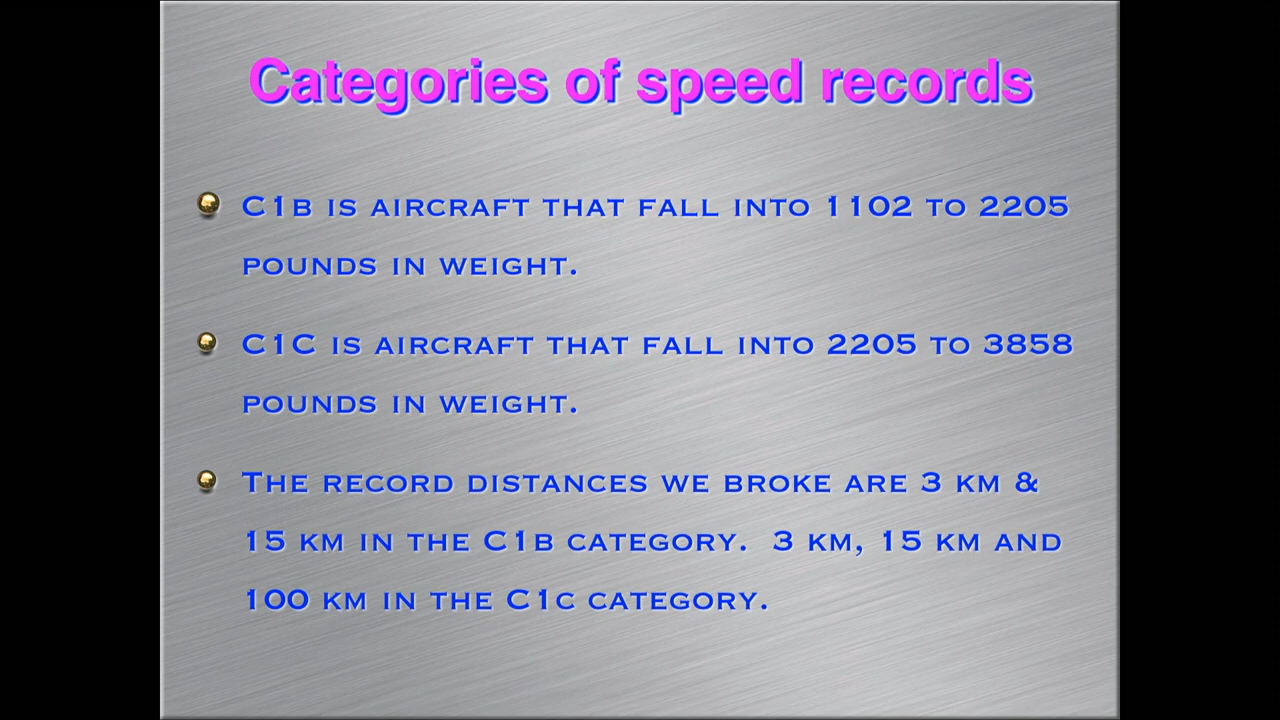 Categories of speed records
C1b is aircraft that fall into 1102 to 2205
pounds in weight.
C1C is aircraft that fall into 2205 to 3858
pounds in weight.
The record distances we broke are 3 km &
15 km in the C1b category.  3 km, 15 km and
100 km in the C1c category.